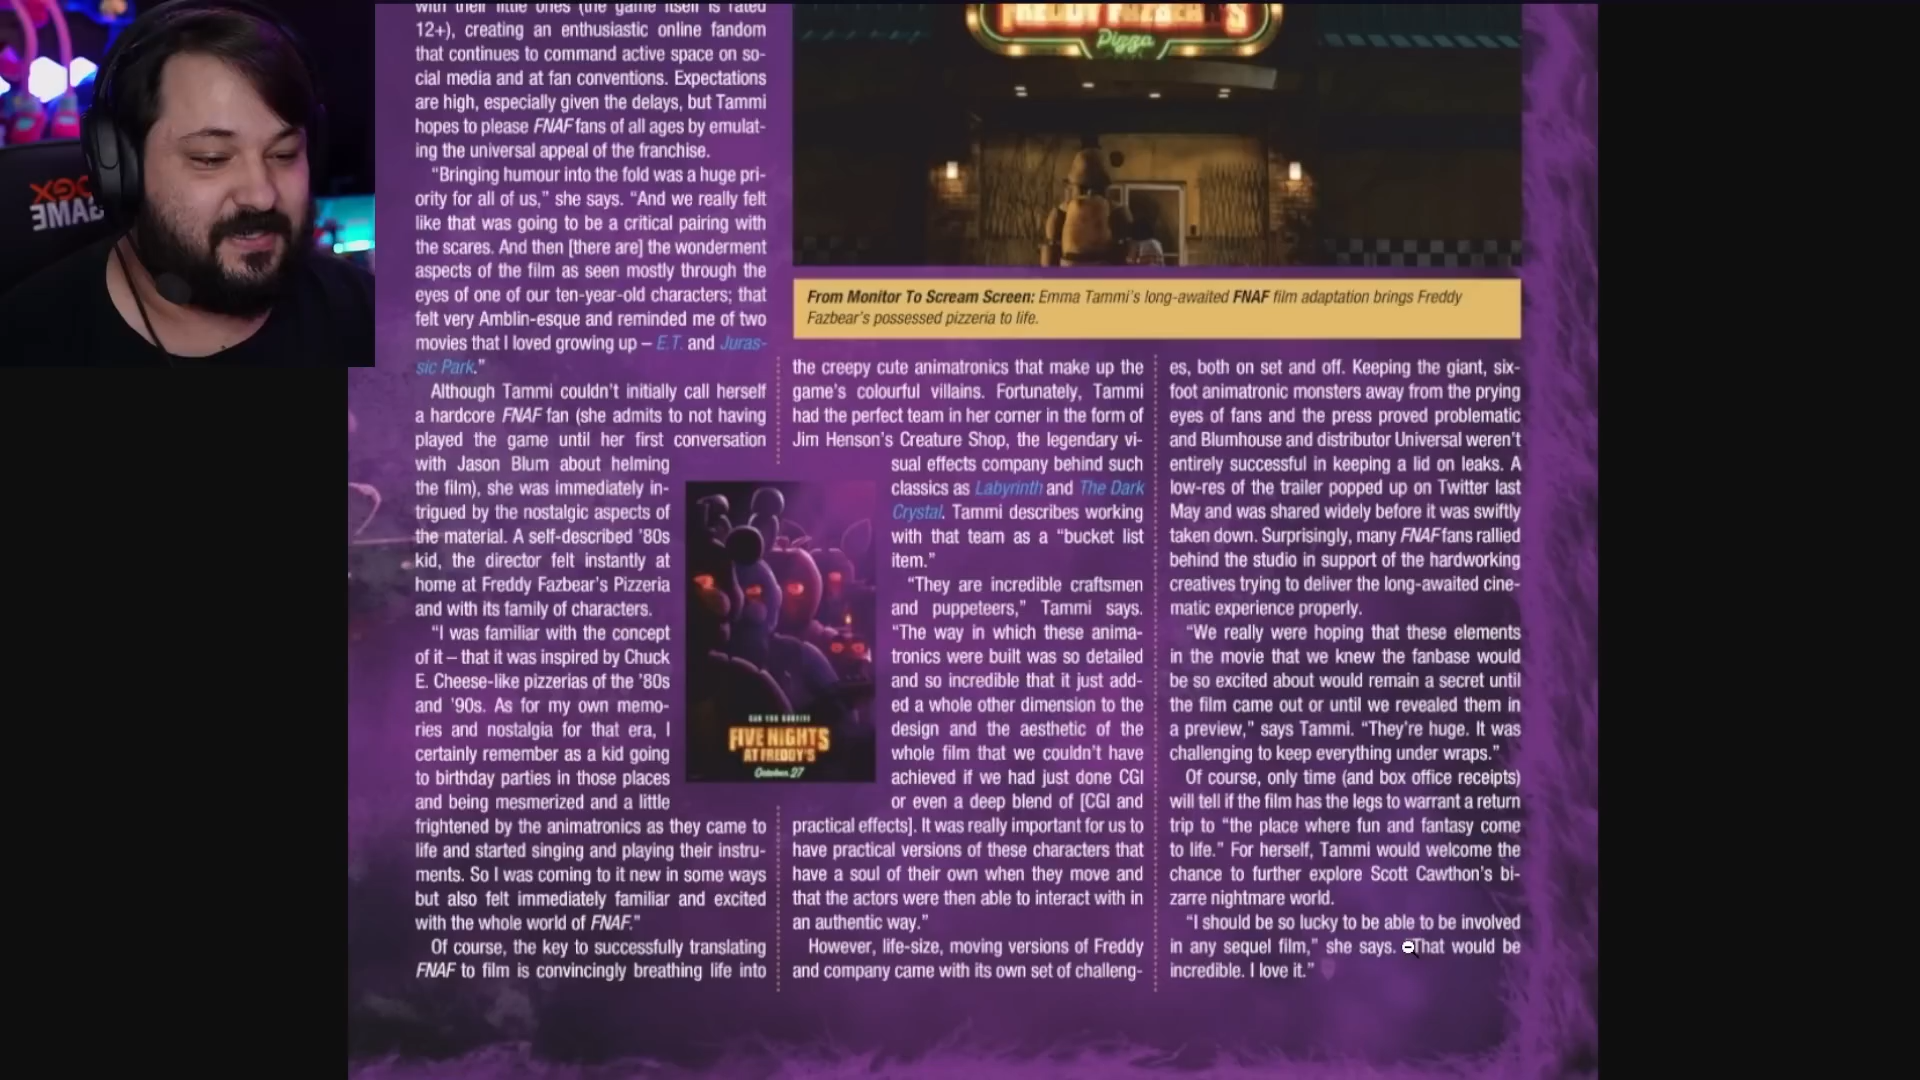 with their little ones (the game itself is rated
12+), creating an enthusiastic online fandom
that continues to command active space on so-
cial media and at fan conventions. Expectations
are high, especially given the delays, but Tammi
hopes to please FNAF fans of all ages by emulat-
ing the universal appeal of the franchise.
“Bringing humour into the fold was a huge pri-
ority for all of us,” she says. “And we really felt
like that was going to be a critical pairing with
the scares. And then [there are] the wonderment
aspects of the film as seen mostly through the
eyes of one of our ten-year-old characters; that
felt very Amblin-esque and reminded me of two
movies that I loved growing up – E.T. and Juras-
sic Park.”
Although Tammi couldn’t initially call herself
a hardcore FNAF fan (she admits to not having
played the game until her first conversation
with Jason Blum about helming
the film), she was immediately in-
trigued by the nostalgic aspects of
the material. A self-described ’80s
kid, the director felt instantly at
home at Freddy Fazbear’s Pizzeria
and with its family of characters.
“I was familiar with the concept
of it – that it was inspired by Chuck
E. Cheese-like pizzerias of the ’80s
and ’90s. As for my own memo-
ries and nostalgia for that era, I
certainly remember as a kid going
to birthday parties in those places
and being mesmerized and a little
frightened by the animatronics as they came to
life and started singing and playing their instru-
ments. So I was coming to it new in some ways
but also felt immediately familiar and excited
with the whole world of FNAF.”
Of course, the key to successfully translating
FNAF to film is convincingly breathing life into
FREDDY FAZBEAR'S
Pizza
From Monitor To Scream Screen: Emma Tammi’s long-awaited FNAF film adaptation brings Freddy
Fazbear’s possessed pizzeria to life.
the creepy cute animatronics that make up the
game’s colourful villains. Fortunately, Tammi
had the perfect team in her corner in the form of
Jim Henson’s Creature Shop, the legendary vi-
sual effects company behind such
classics as Labyrinth and The Dark
Crystal. Tammi describes working
with that team as a “bucket list
item.”
“They are incredible craftsmen
and puppeteers,” Tammi says.
“The way in which these anima-
tronics were built was so detailed
and so incredible that it just add-
ed a whole other dimension to the
design and the aesthetic of the
whole film that we couldn’t have
achieved if we had just done CGI
or even a deep blend of [CGI and
practical effects]. It was really important for us to
have practical versions of these characters that
have a soul of their own when they move and
that the actors were then able to interact with in
an authentic way.”
However, life-size, moving versions of Freddy
and company came with its own set of challeng-
CAN YOU SURVIVE
FIVE NIGHTS
AT FREDDY'S
October 27
es, both on set and off. Keeping the giant, six-
foot animatronic monsters away from the prying
eyes of fans and the press proved problematic
and Blumhouse and distributor Universal weren’t
entirely successful in keeping a lid on leaks. A
low-res of the trailer popped up on Twitter last
May and was shared widely before it was swiftly
taken down. Surprisingly, many FNAF fans rallied
behind the studio in support of the hardworking
creatives trying to deliver the long-awaited cine-
matic experience properly.
“We really were hoping that these elements
in the movie that we knew the fanbase would
be so excited about would remain a secret until
the film came out or until we revealed them in
a preview,” says Tammi. “They’re huge. It was
challenging to keep everything under wraps.”
Of course, only time (and box office receipts)
will tell if the film has the legs to warrant a return
trip to “the place where fun and fantasy come
to life.” For herself, Tammi would welcome the
chance to further explore Scott Cawthon’s bi-
zarre nightmare world.
“I should be so lucky to be able to be involved
in any sequel film,” she says. “That would be
incredible. I love it.”